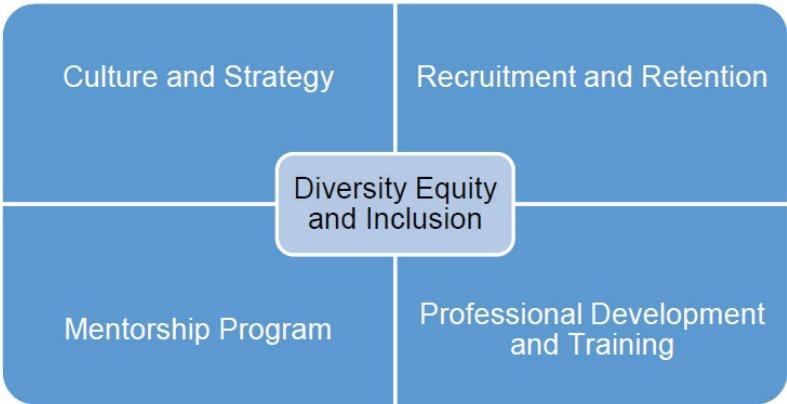 Culture and Strategy
Recruitment and Retention
Diversity Equity
and Inclusion
Mentorship Program
Professional Development
and Training